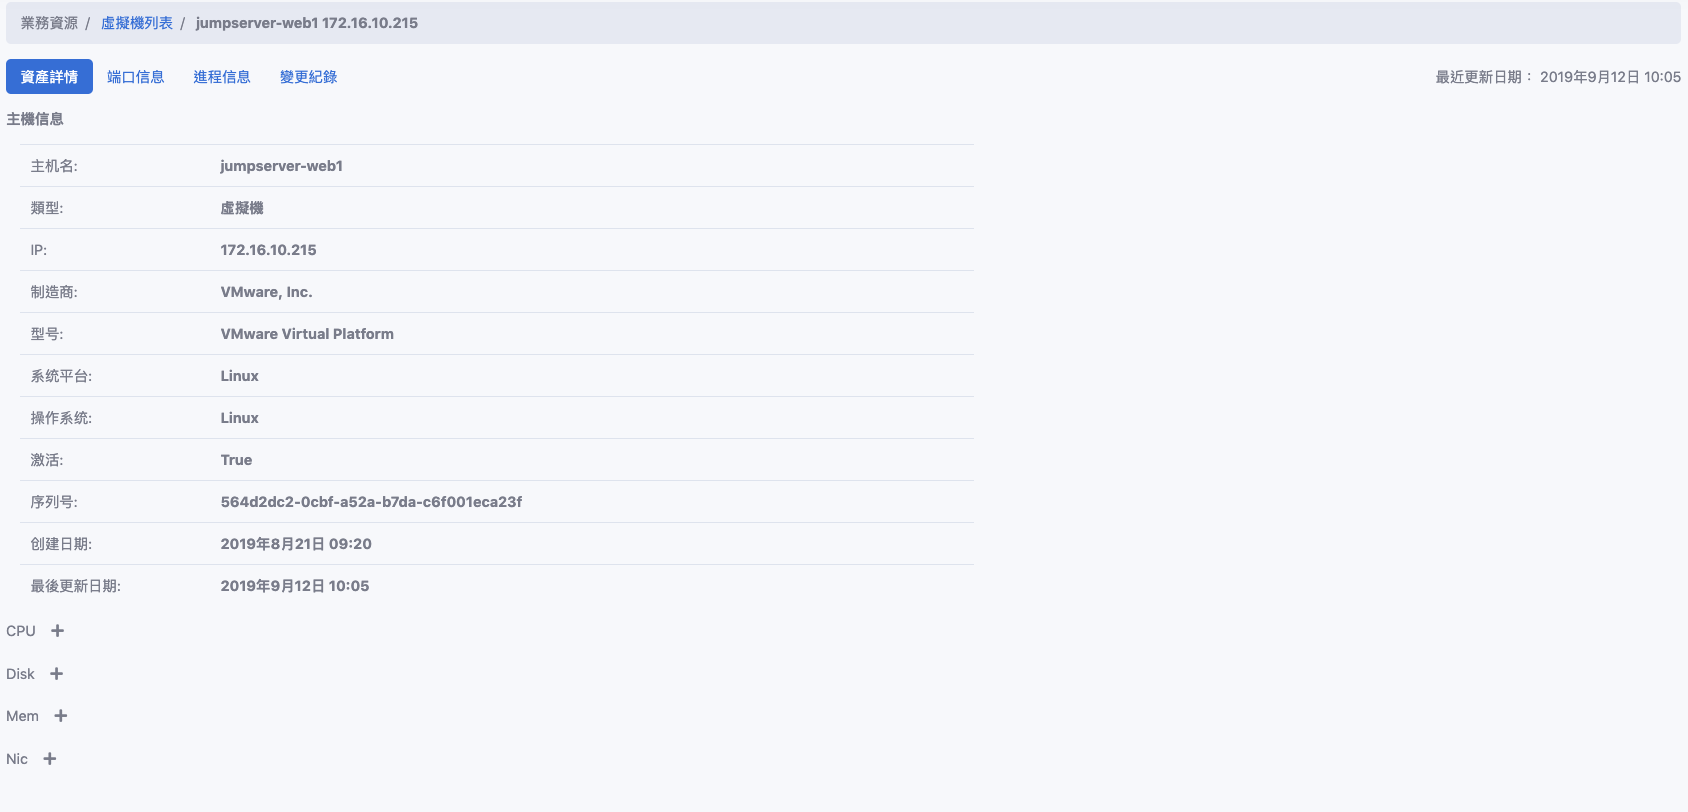 業務資源 / 虛擬機列表 / jumpserver-web1 172.16.10.215
資產詳情 端口信息 進程信息 變更紀錄 最近更新日期： 2019年9月12日 10:05
主機信息
主机名: jumpserver-web1
類型: 虛擬機
IP: 172.16.10.215
制造商: VMware, Inc.
型号: VMware Virtual Platform
系统平台: Linux
操作系统: Linux
激活: True
序列号: 564d2dc2-0cbf-a52a-b7da-c6f001eca23f
创建日期: 2019年8月21日 09:20
最後更新日期: 2019年9月12日 10:05
CPU +
Disk +
Mem +
Nic +